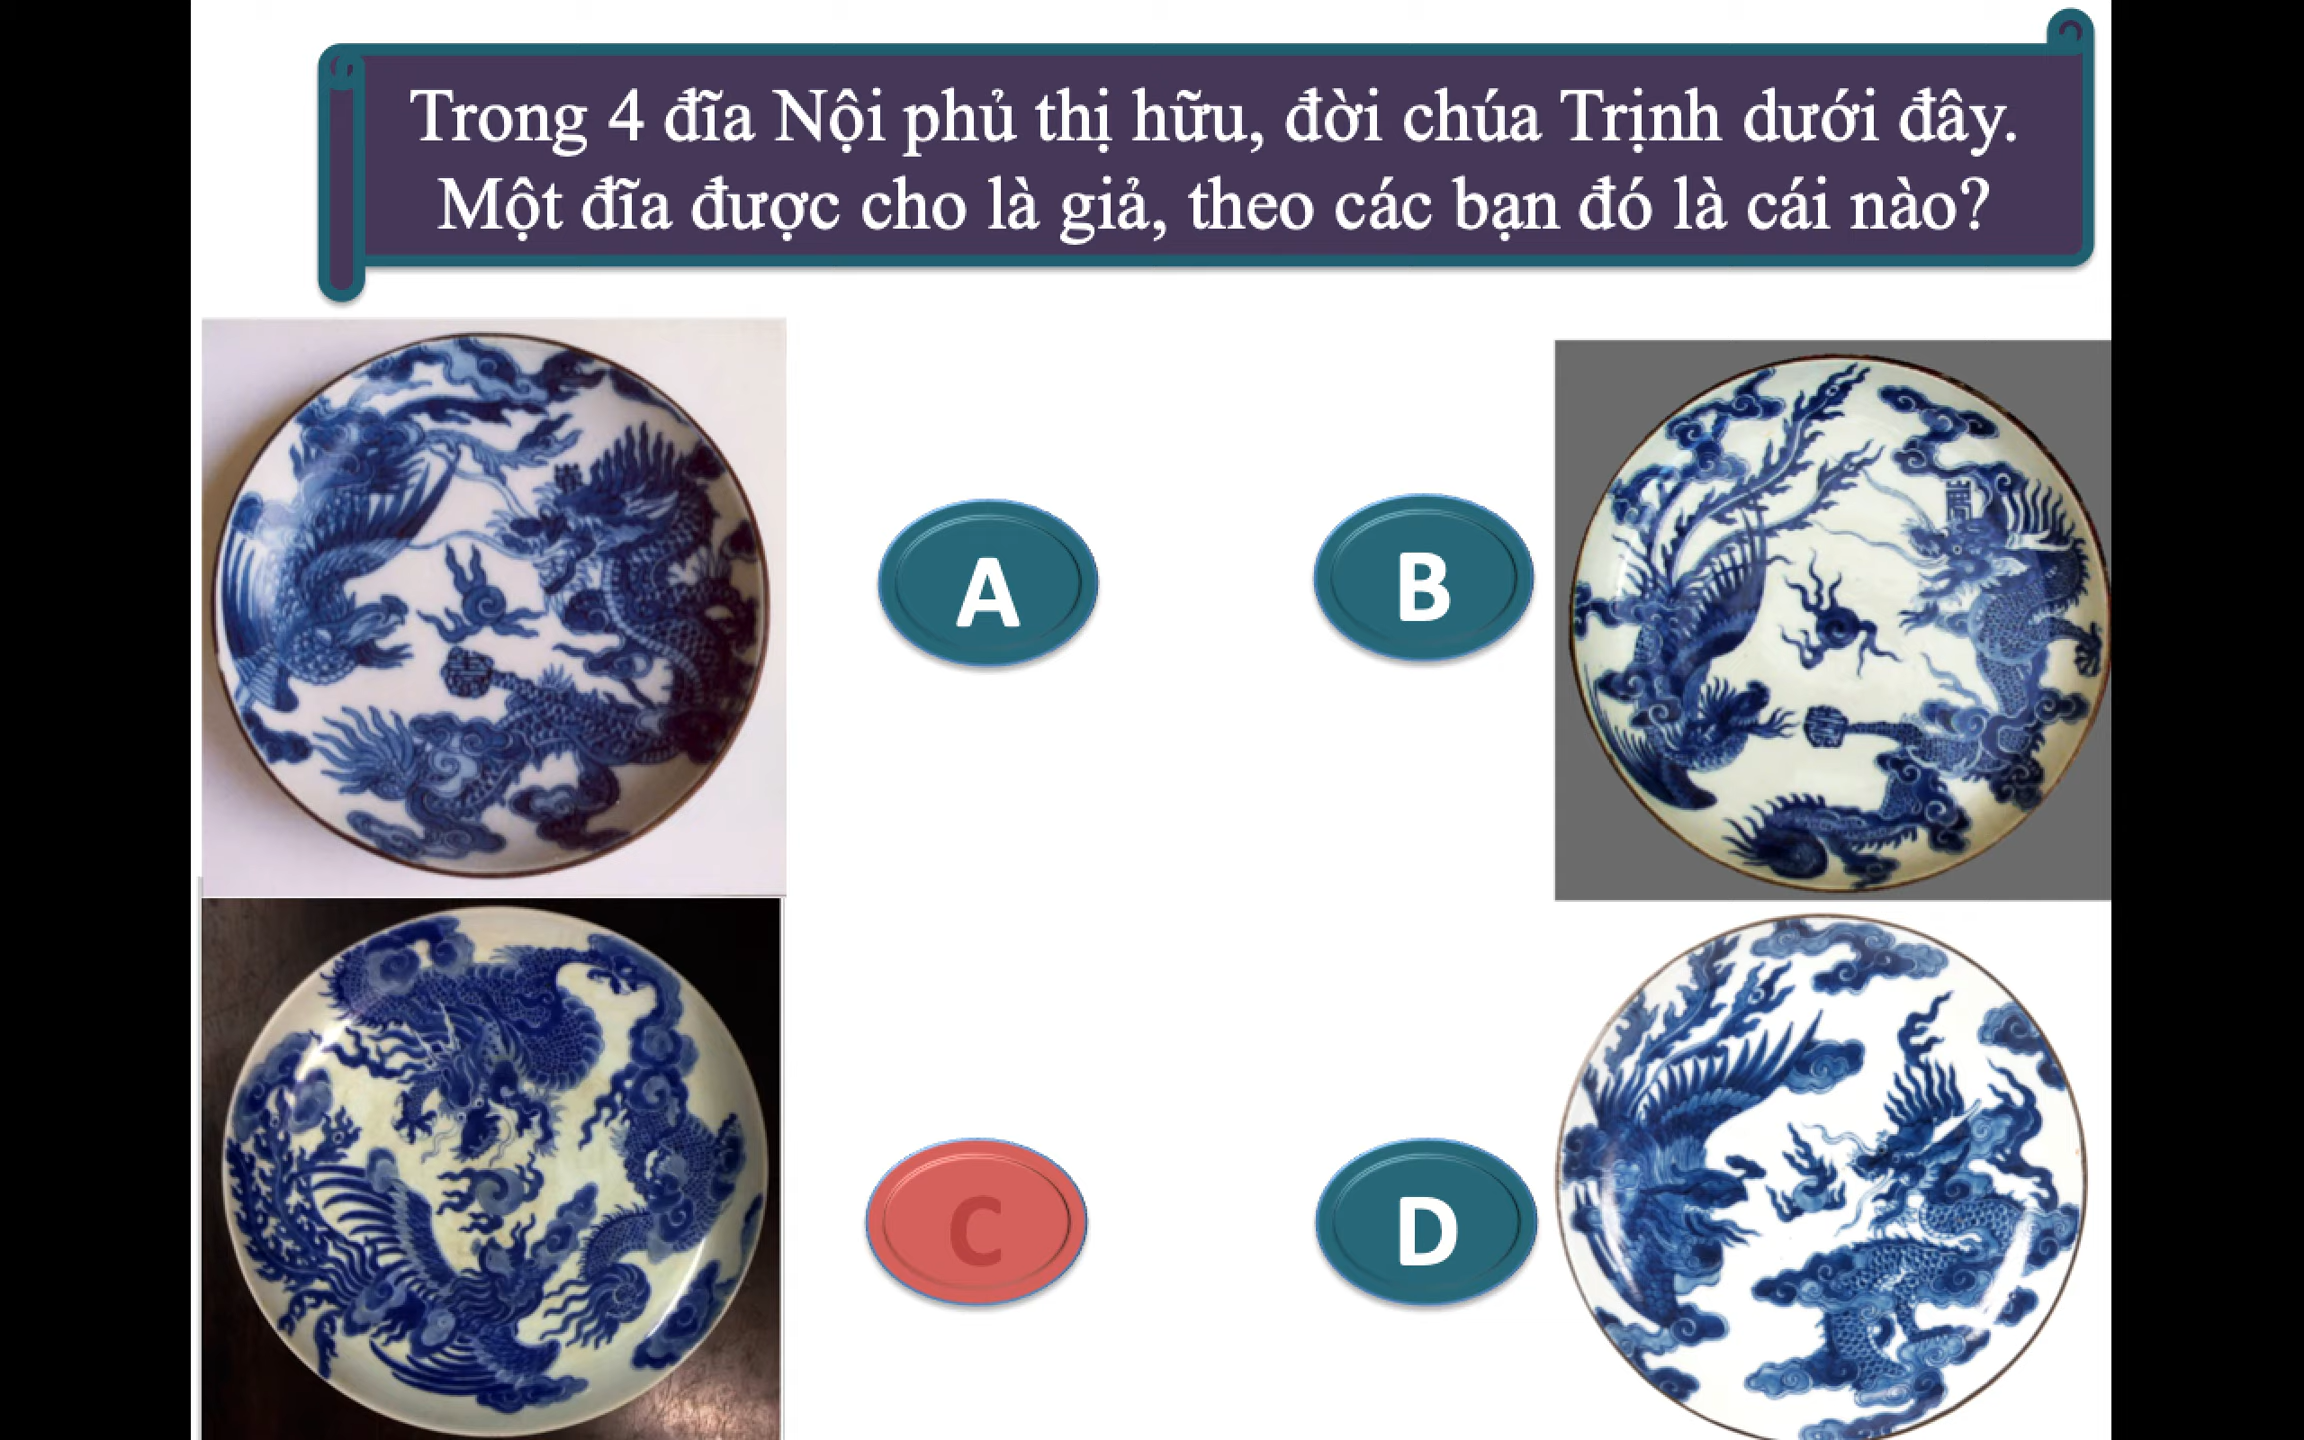 Trong 4 đĩa Nội phủ thị hữu, đời chúa Trịnh dưới đây.
Một đĩa được cho là giả, theo các bạn đó là cái nào?
A
B
C
D